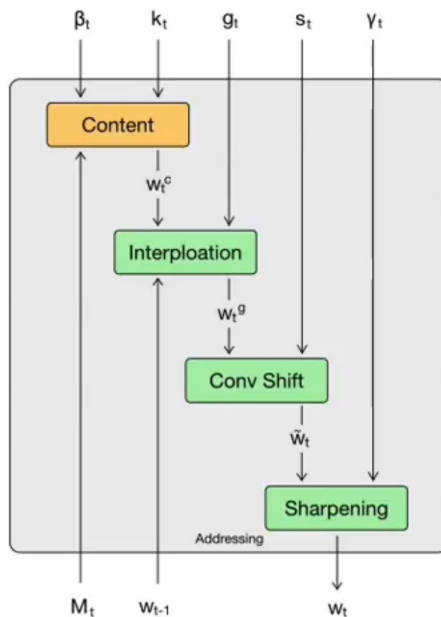 βt kt gt st γt
Content
wtc
Interploation
wtg
Conv Shift
w̃t
Sharpening
Addressing
Mt wt-1 wt